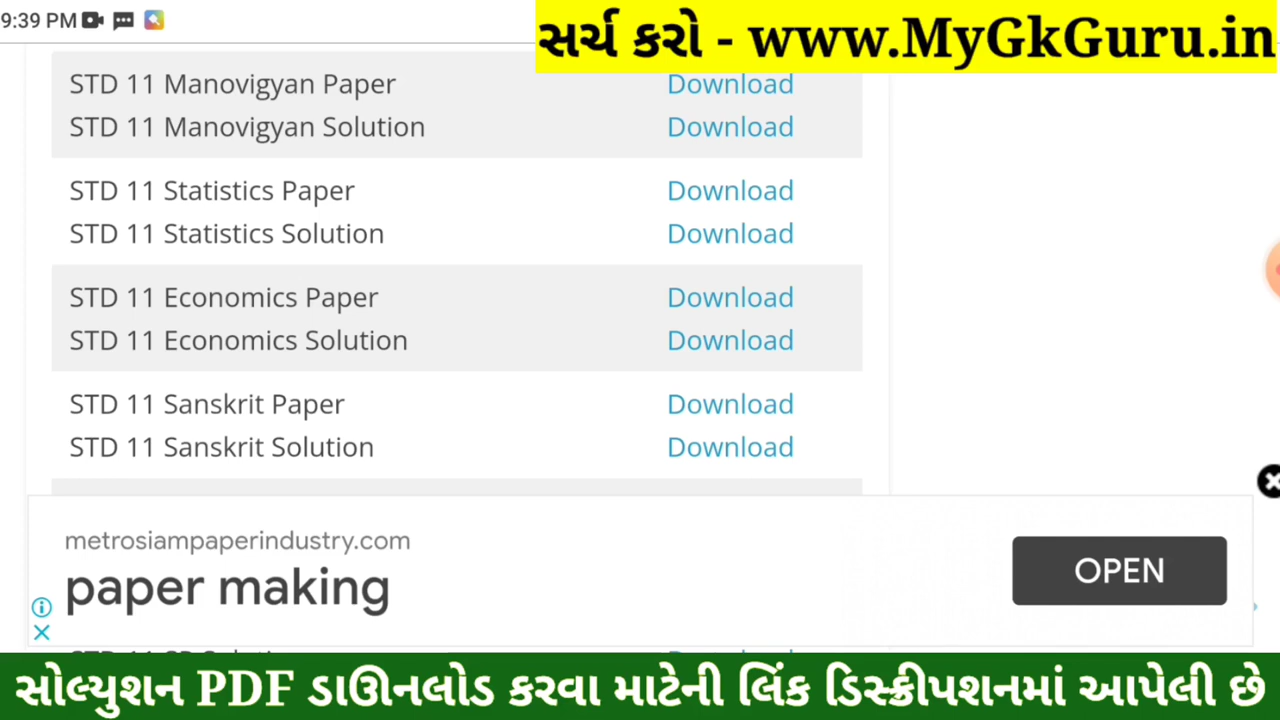 9:39 PM
સર્ચ કરો - www.MyGkGuru.in
STD 11 Manovigyan Paper Download
STD 11 Manovigyan Solution Download
STD 11 Statistics Paper Download
STD 11 Statistics Solution Download
STD 11 Economics Paper Download
STD 11 Economics Solution Download
STD 11 Sanskrit Paper Download
STD 11 Sanskrit Solution Download
metrosiampaperindustry.com
paper making
OPEN
સોલ્યુશન PDF ડાઊનલોડ કરવા માટેની લિંક ડિસ્ક્રીપશનમાં આપેલી છે